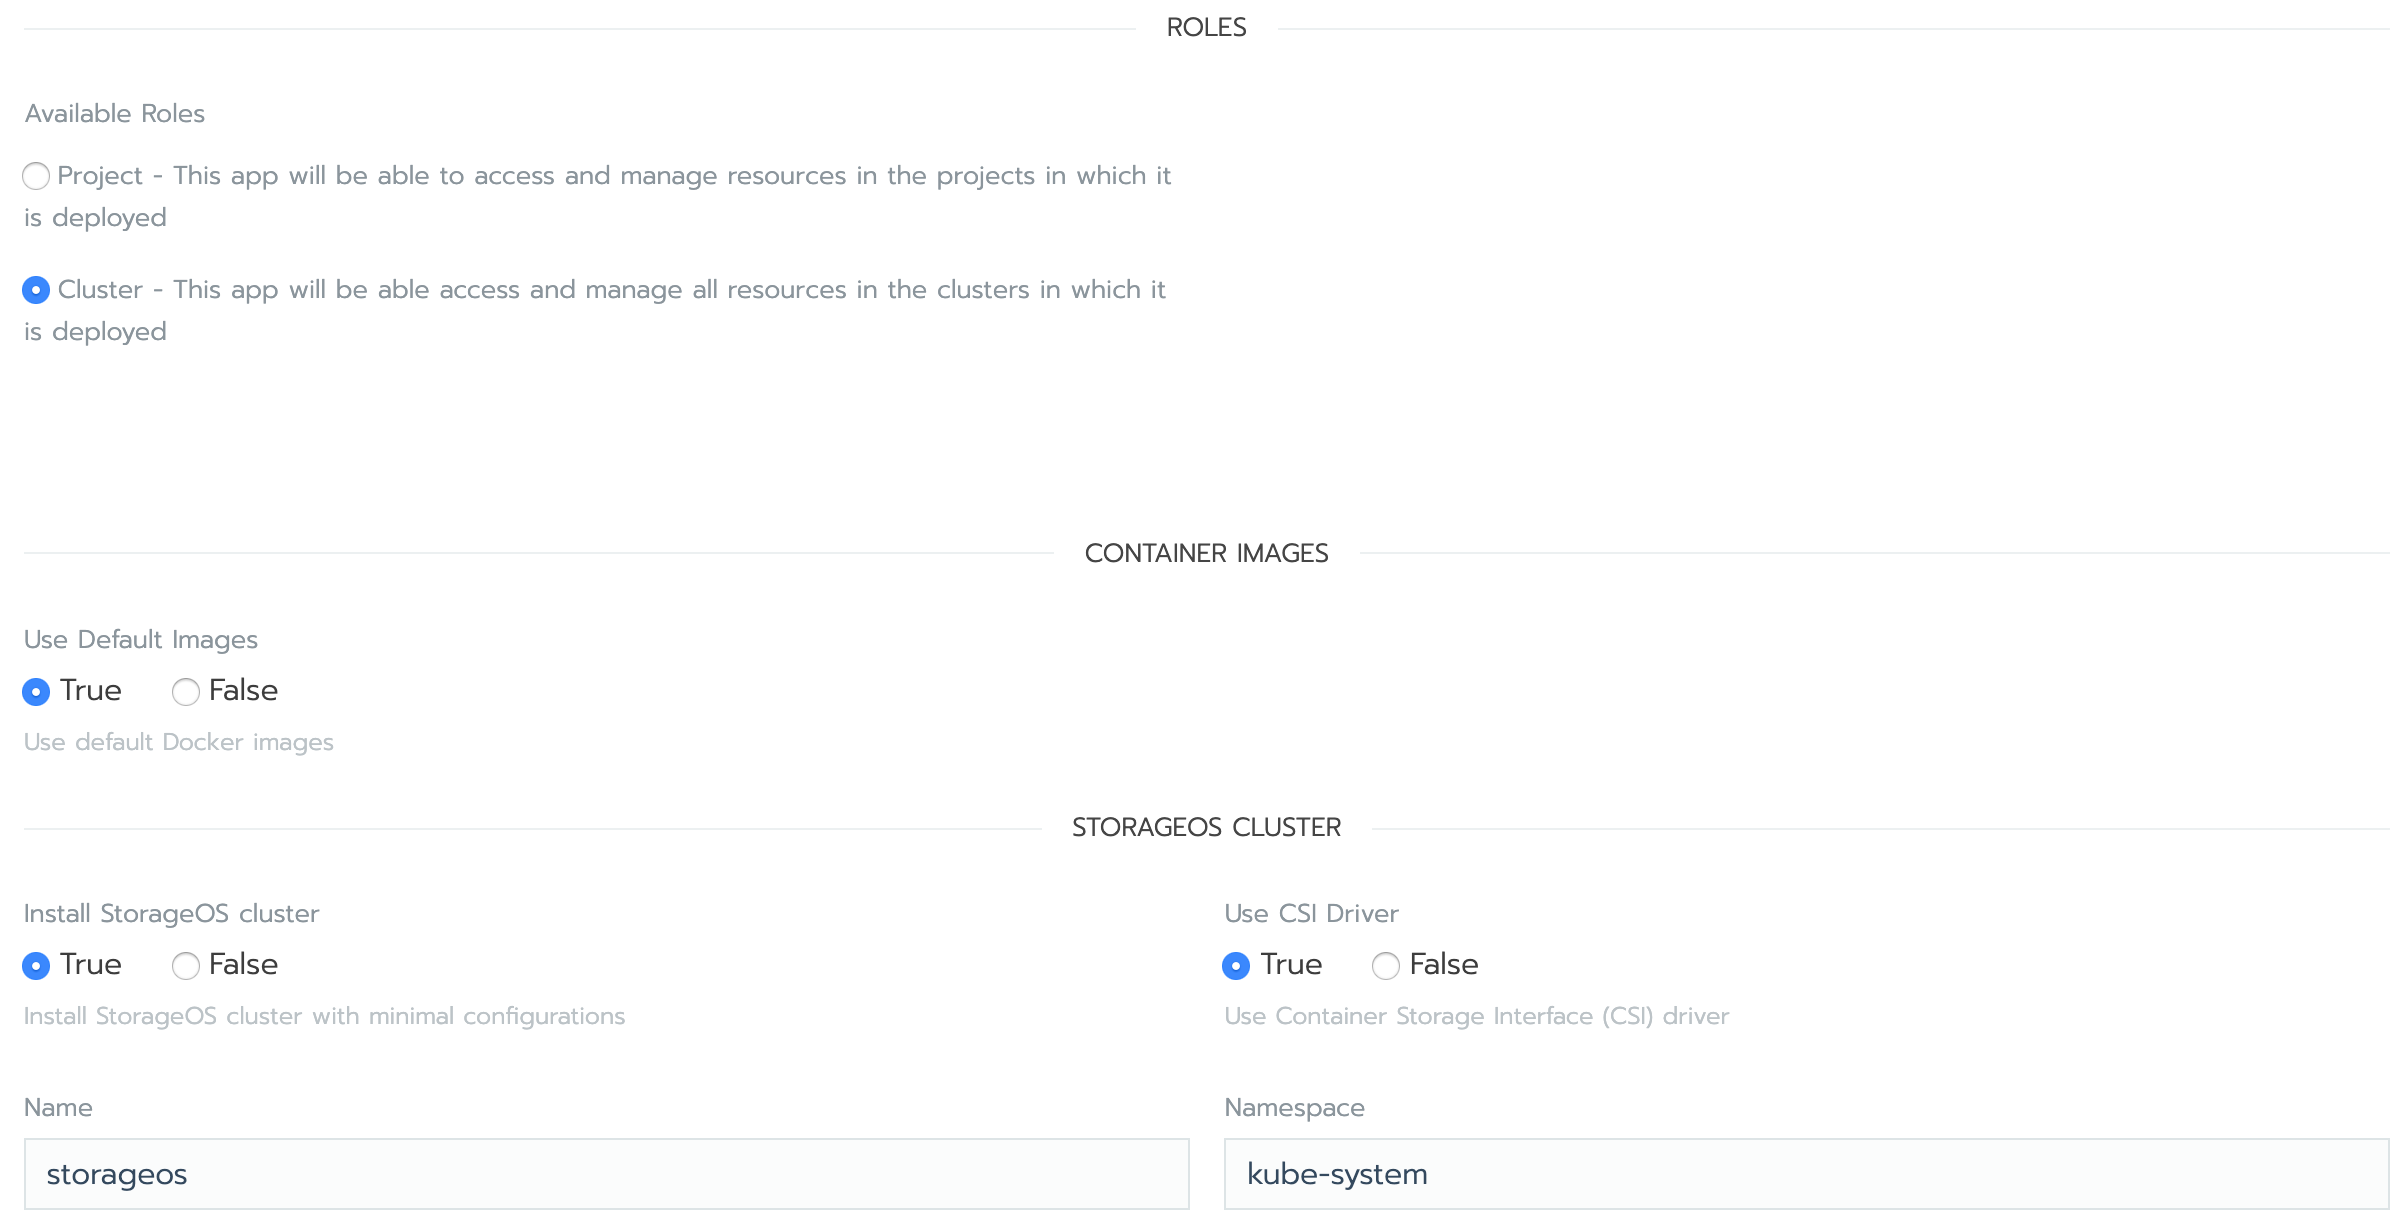 ROLES
Available Roles
Project - This app will be able to access and manage resources in the projects in which it
is deployed
Cluster - This app will be able access and manage all resources in the clusters in which it
is deployed
CONTAINER IMAGES
Use Default Images
True False
Use default Docker images
STORAGEOS CLUSTER
Install StorageOS cluster
True False
Install StorageOS cluster with minimal configurations
Use CSI Driver
True False
Use Container Storage Interface (CSI) driver
Name
storageos
Namespace
kube-system